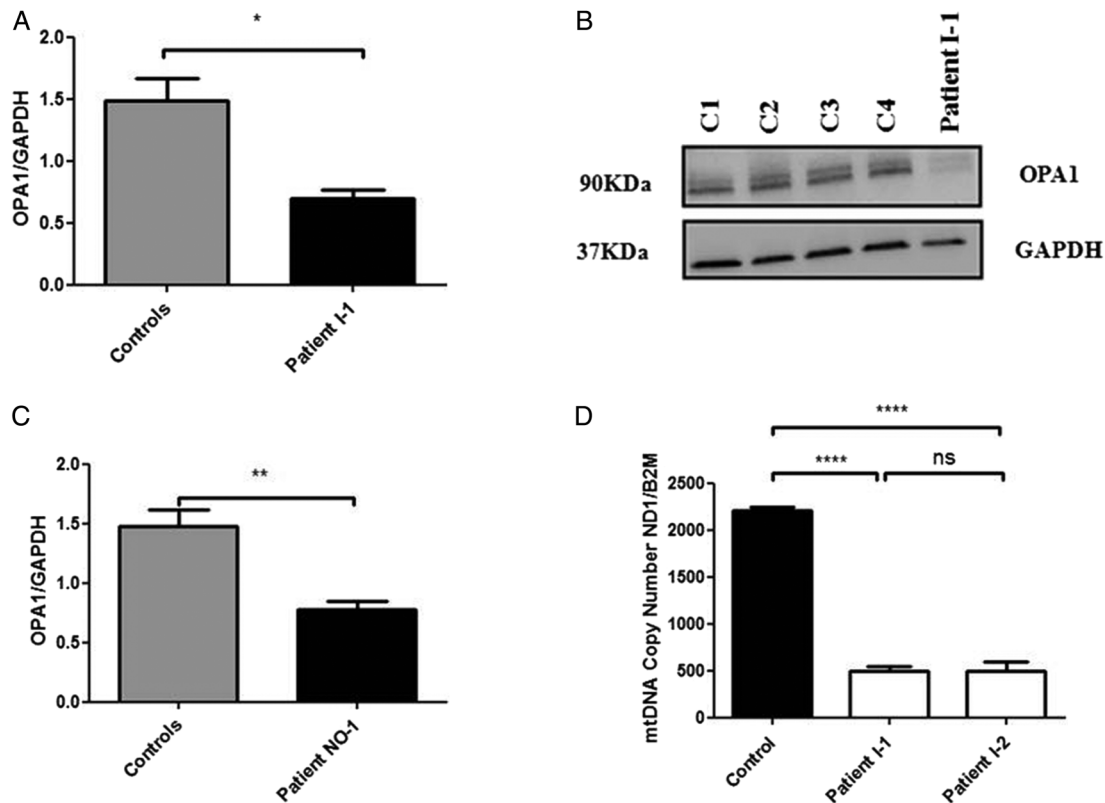 A
*
OPA1/GAPDH
2.0
1.5
1.0
0.5
0.0
Controls
Patient I-1
B
C1
C2
C3
C4
Patient I-1
90KDa
OPA1
37KDa
GAPDH
C
**
OPA1/GAPDH
2.0
1.5
1.0
0.5
0.0
Controls
Patient NO-1
D
****
****
ns
mtDNA Copy Number ND1/B2M
2500
2000
1500
1000
500
0
Control
Patient I-1
Patient I-2